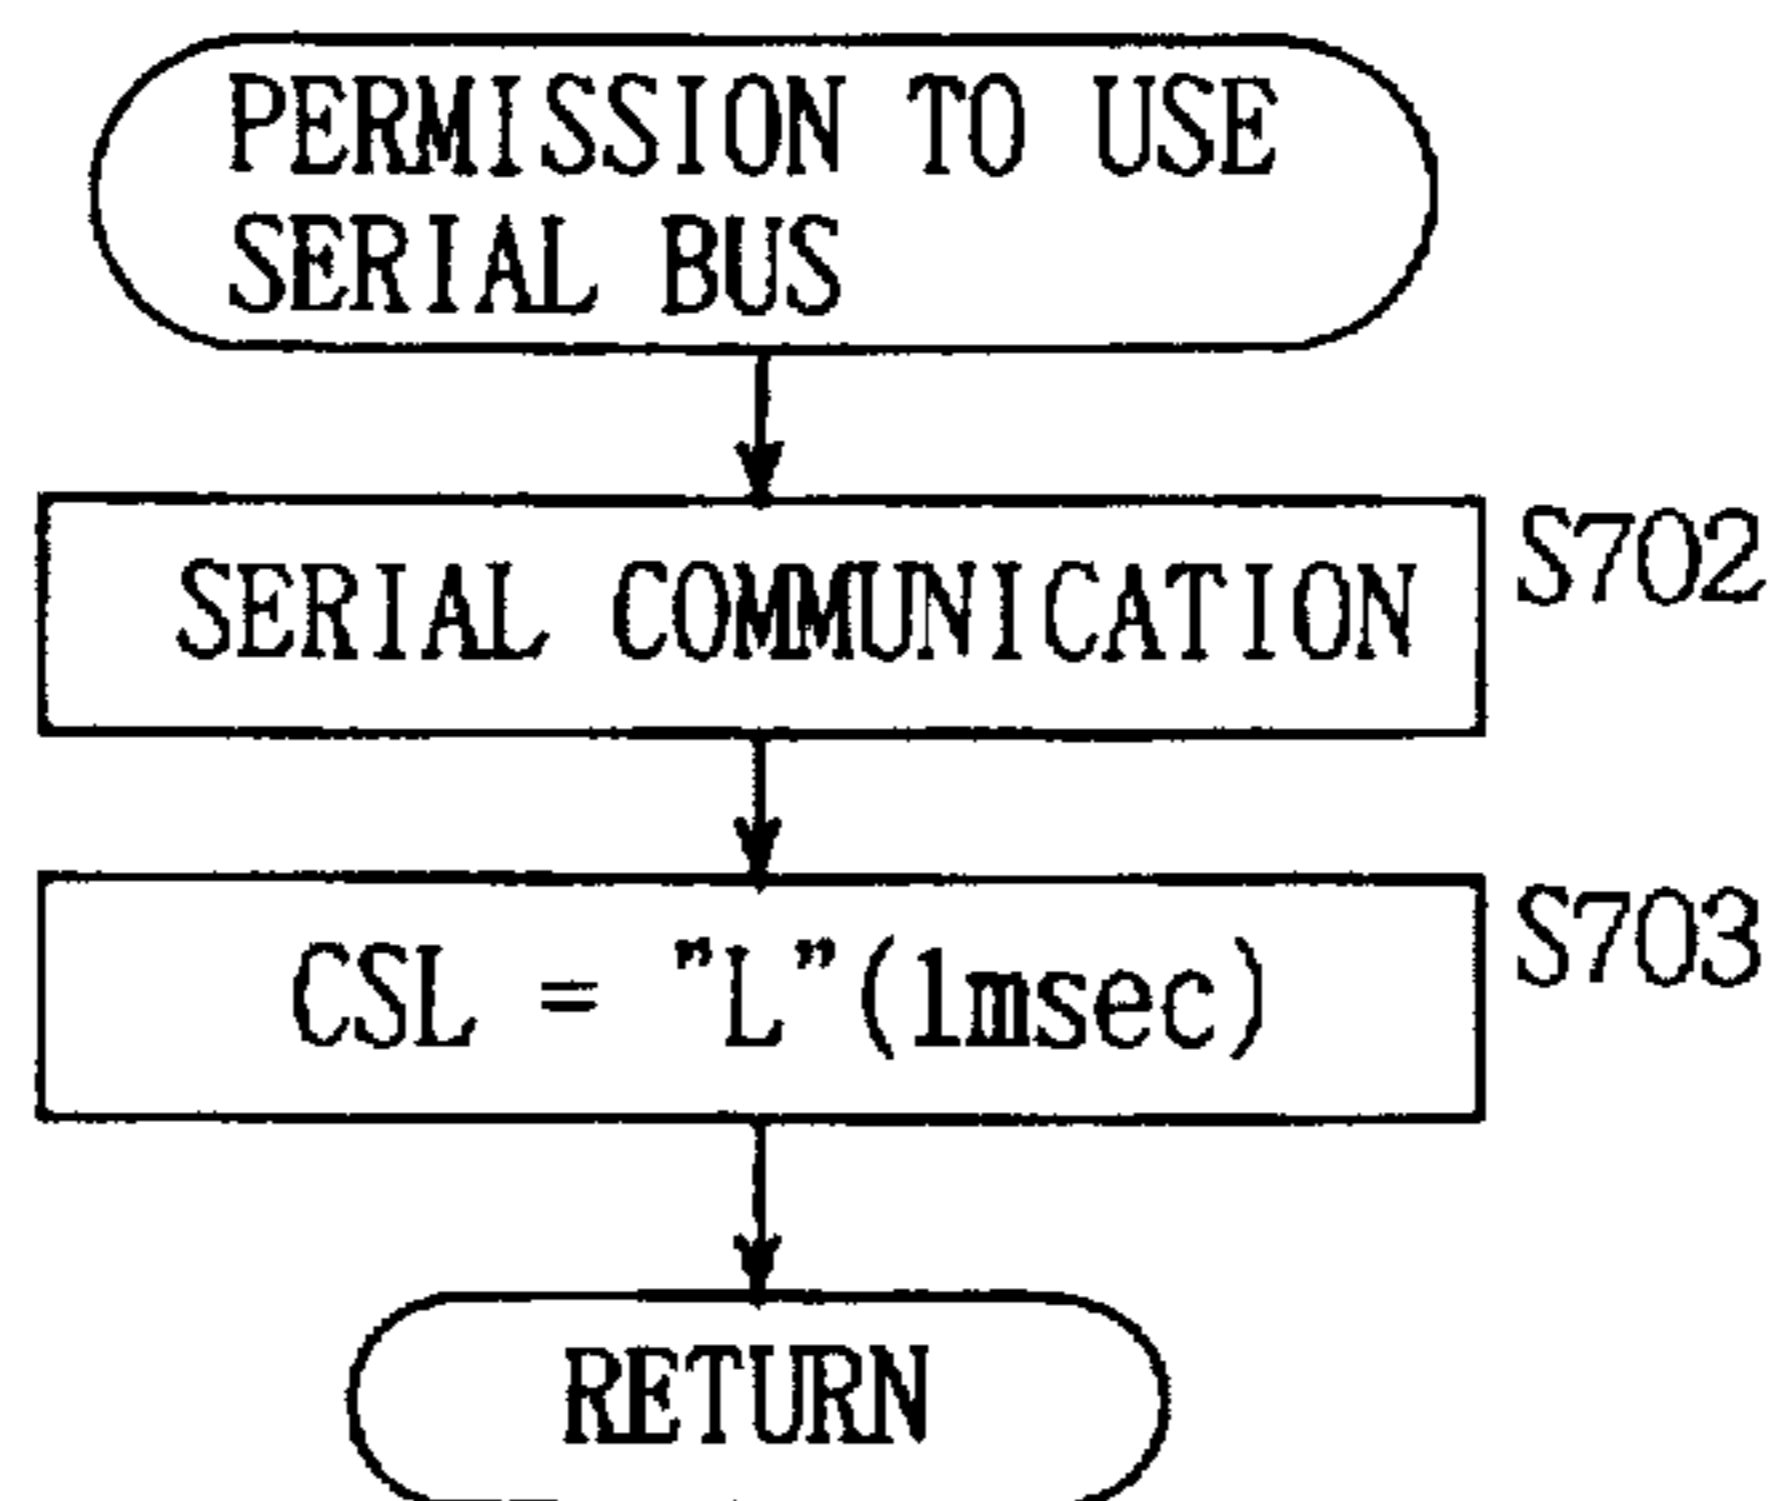 PERMISSION TO USE
SERIAL BUS
SERIAL COMMUNICATION
S702
CSL = "L"(1msec)
S703
RETURN